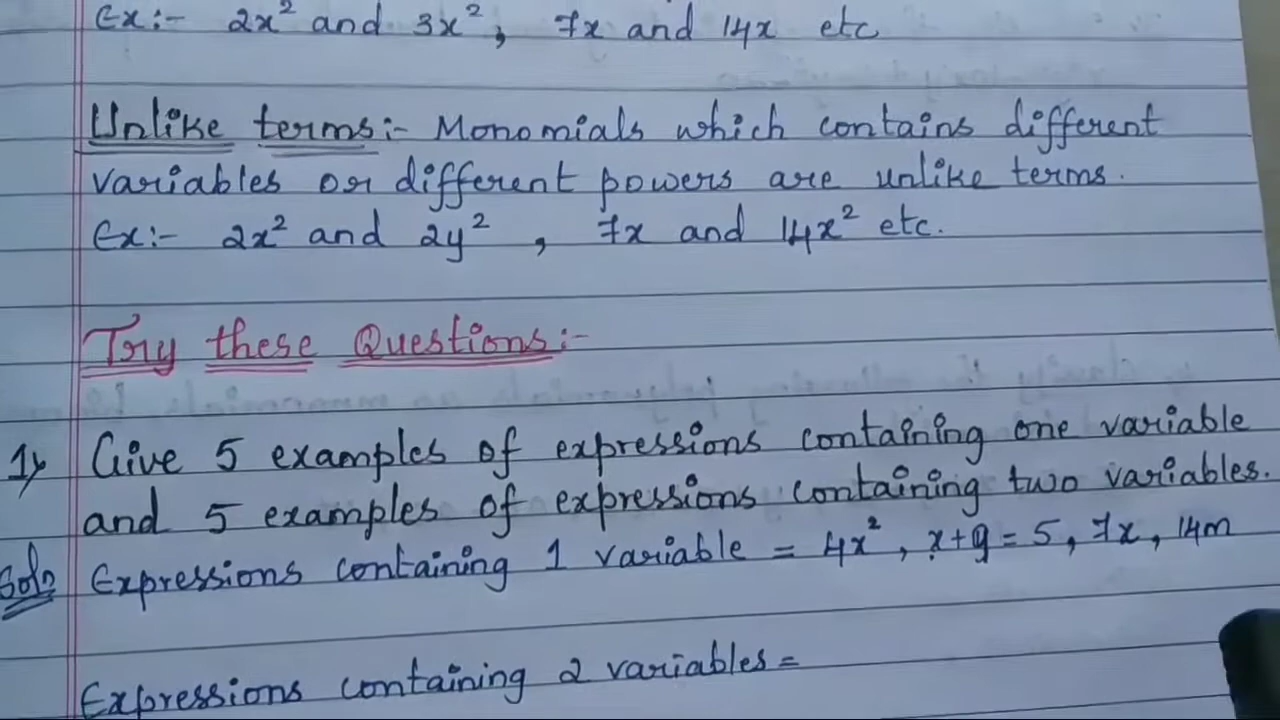 Ex:- 2x² and 3x², 7x and 14x etc
Unlike terms:- Monomials which contains different
variables or different powers are unlike terms.
Ex:- 2x² and 2y², 7x and 14x² etc.
Try these Questions:-
1) Give 5 examples of expressions containing one variable
and 5 examples of expressions containing two variables.
Soln Expressions containing 1 variable = 4x², x+9=5, 7x, 14m
Expressions containing 2 variables =